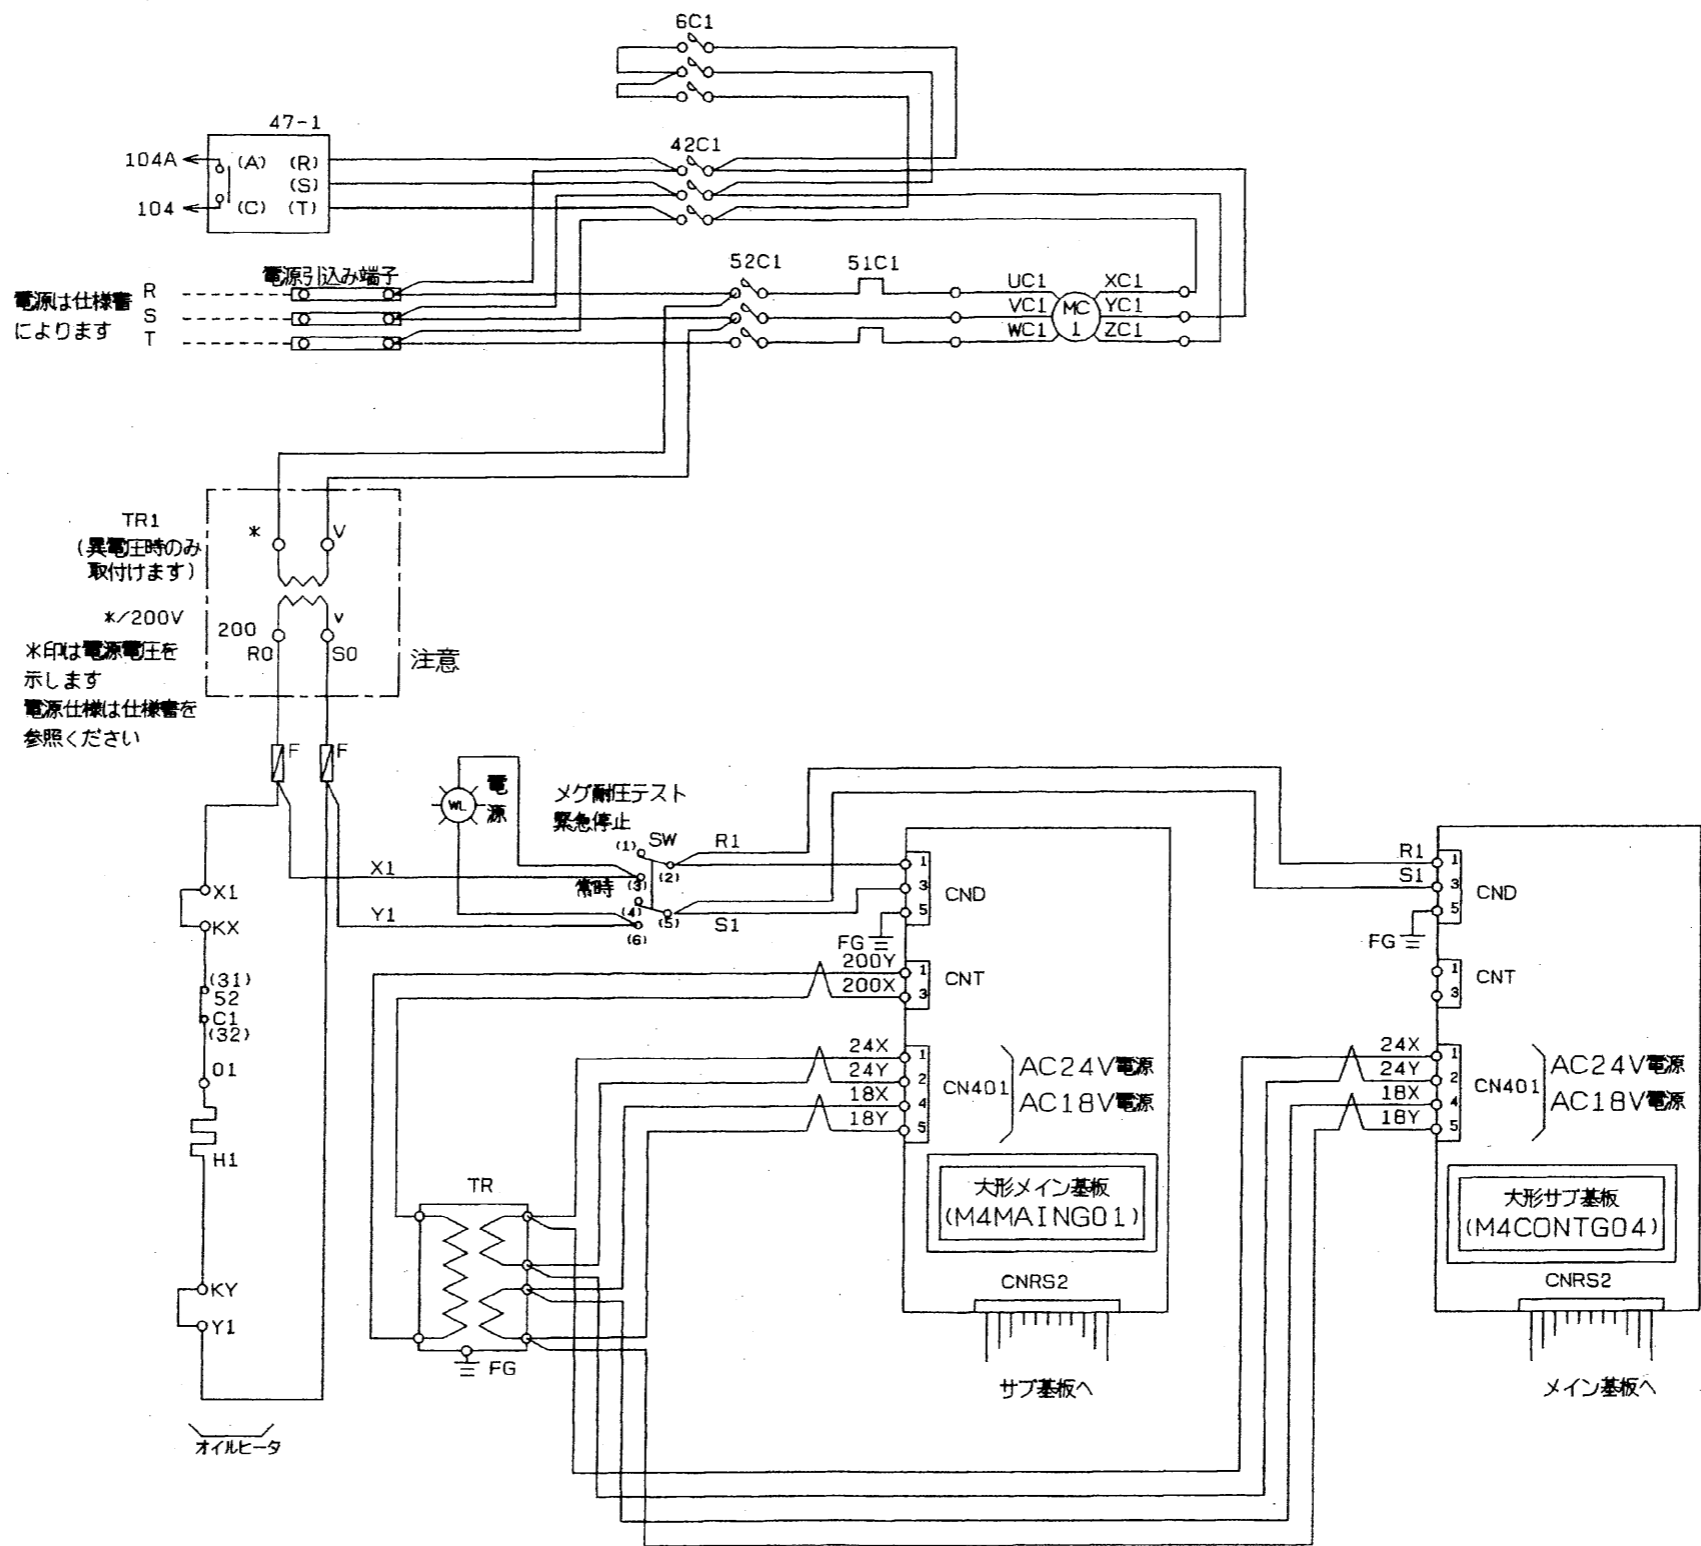 6C1
47-1
42C1
104A
(A) (R)
(S)
104
(C) (T)
電源引込み端子
52C1
51C1
電源は仕様書
によります
R
S
T
UC1
VC1
WC1
MC
1
XC1
YC1
ZC1
TR1
(異電圧時のみ
取付けます)
*/200V
*印は電源電圧を
示します
電源仕様は仕様書を
参照ください
*
V
200
v
R0
S0
注意
F
F
WL
電
源
メグ耐圧テスト
緊急停止
SW
(1)
(2)
(3)
常時
(4)
(5)
(6)
X1
Y1
R1
S1
1
3
5
CND
FG
200Y
200X
1
3
CNT
24X
24Y
18X
18Y
1
2
4
5
CN401
AC24V電源
AC18V電源
大形メイン基板
(M4MAING01)
CNRS2
サブ基板へ
R1
S1
1
3
5
CND
FG
1
3
CNT
24X
24Y
18X
18Y
1
2
4
5
CN401
AC24V電源
AC18V電源
大形サブ基板
(M4CONTG04)
CNRS2
メイン基板へ
X1
KX
(31)
52
C1
(32)
01
H1
KY
Y1
オイルヒータ
TR
FG